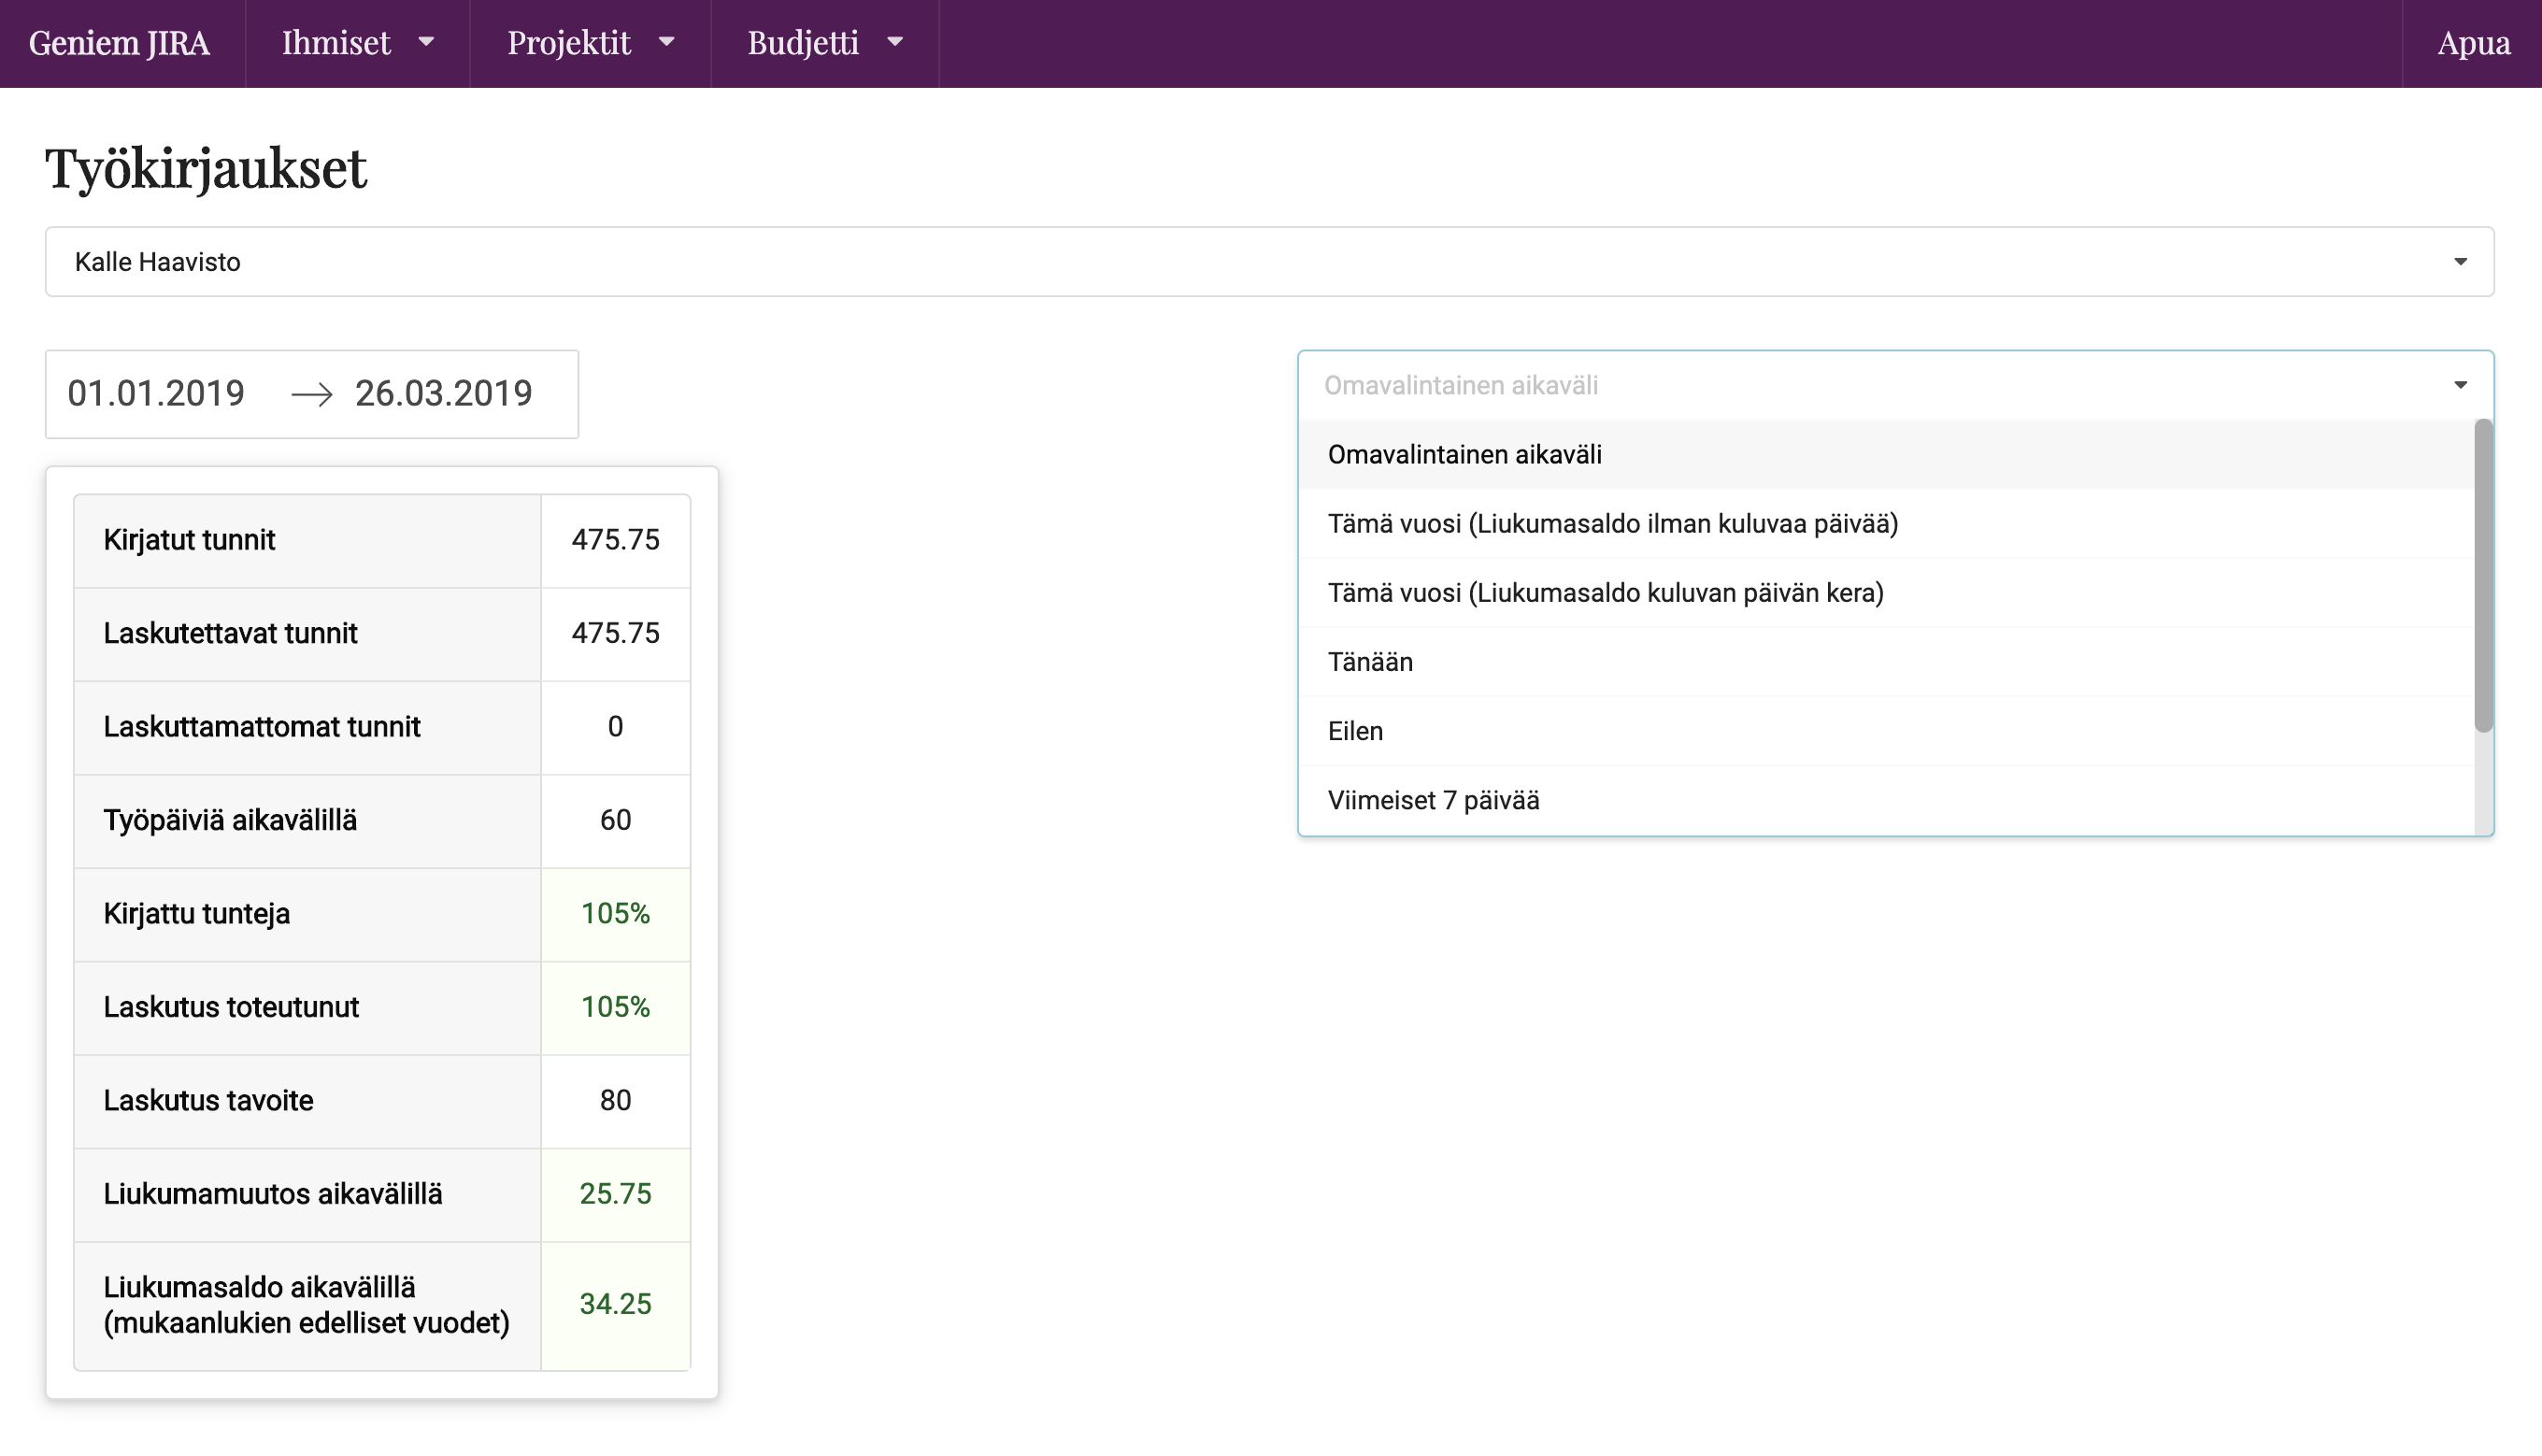 Geniem JIRA Ihmiset Projektit Budjetti Apua
Työkirjaukset
Kalle Haavisto
01.01.2019 → 26.03.2019
Kirjatut tunnit 475.75
Laskutettavat tunnit 475.75
Laskuttamattomat tunnit 0
Työpäiviä aikavälillä 60
Kirjattu tunteja 105%
Laskutus toteutunut 105%
Laskutus tavoite 80
Liukumamuutos aikavälillä 25.75
Liukumasaldo aikavälillä
(mukaanlukien edelliset vuodet) 34.25
Omavalintainen aikaväli
Omavalintainen aikaväli
Tämä vuosi (Liukumasaldo ilman kuluvaa päivää)
Tämä vuosi (Liukumasaldo kuluvan päivän kera)
Tänään
Eilen
Viimeiset 7 päivää